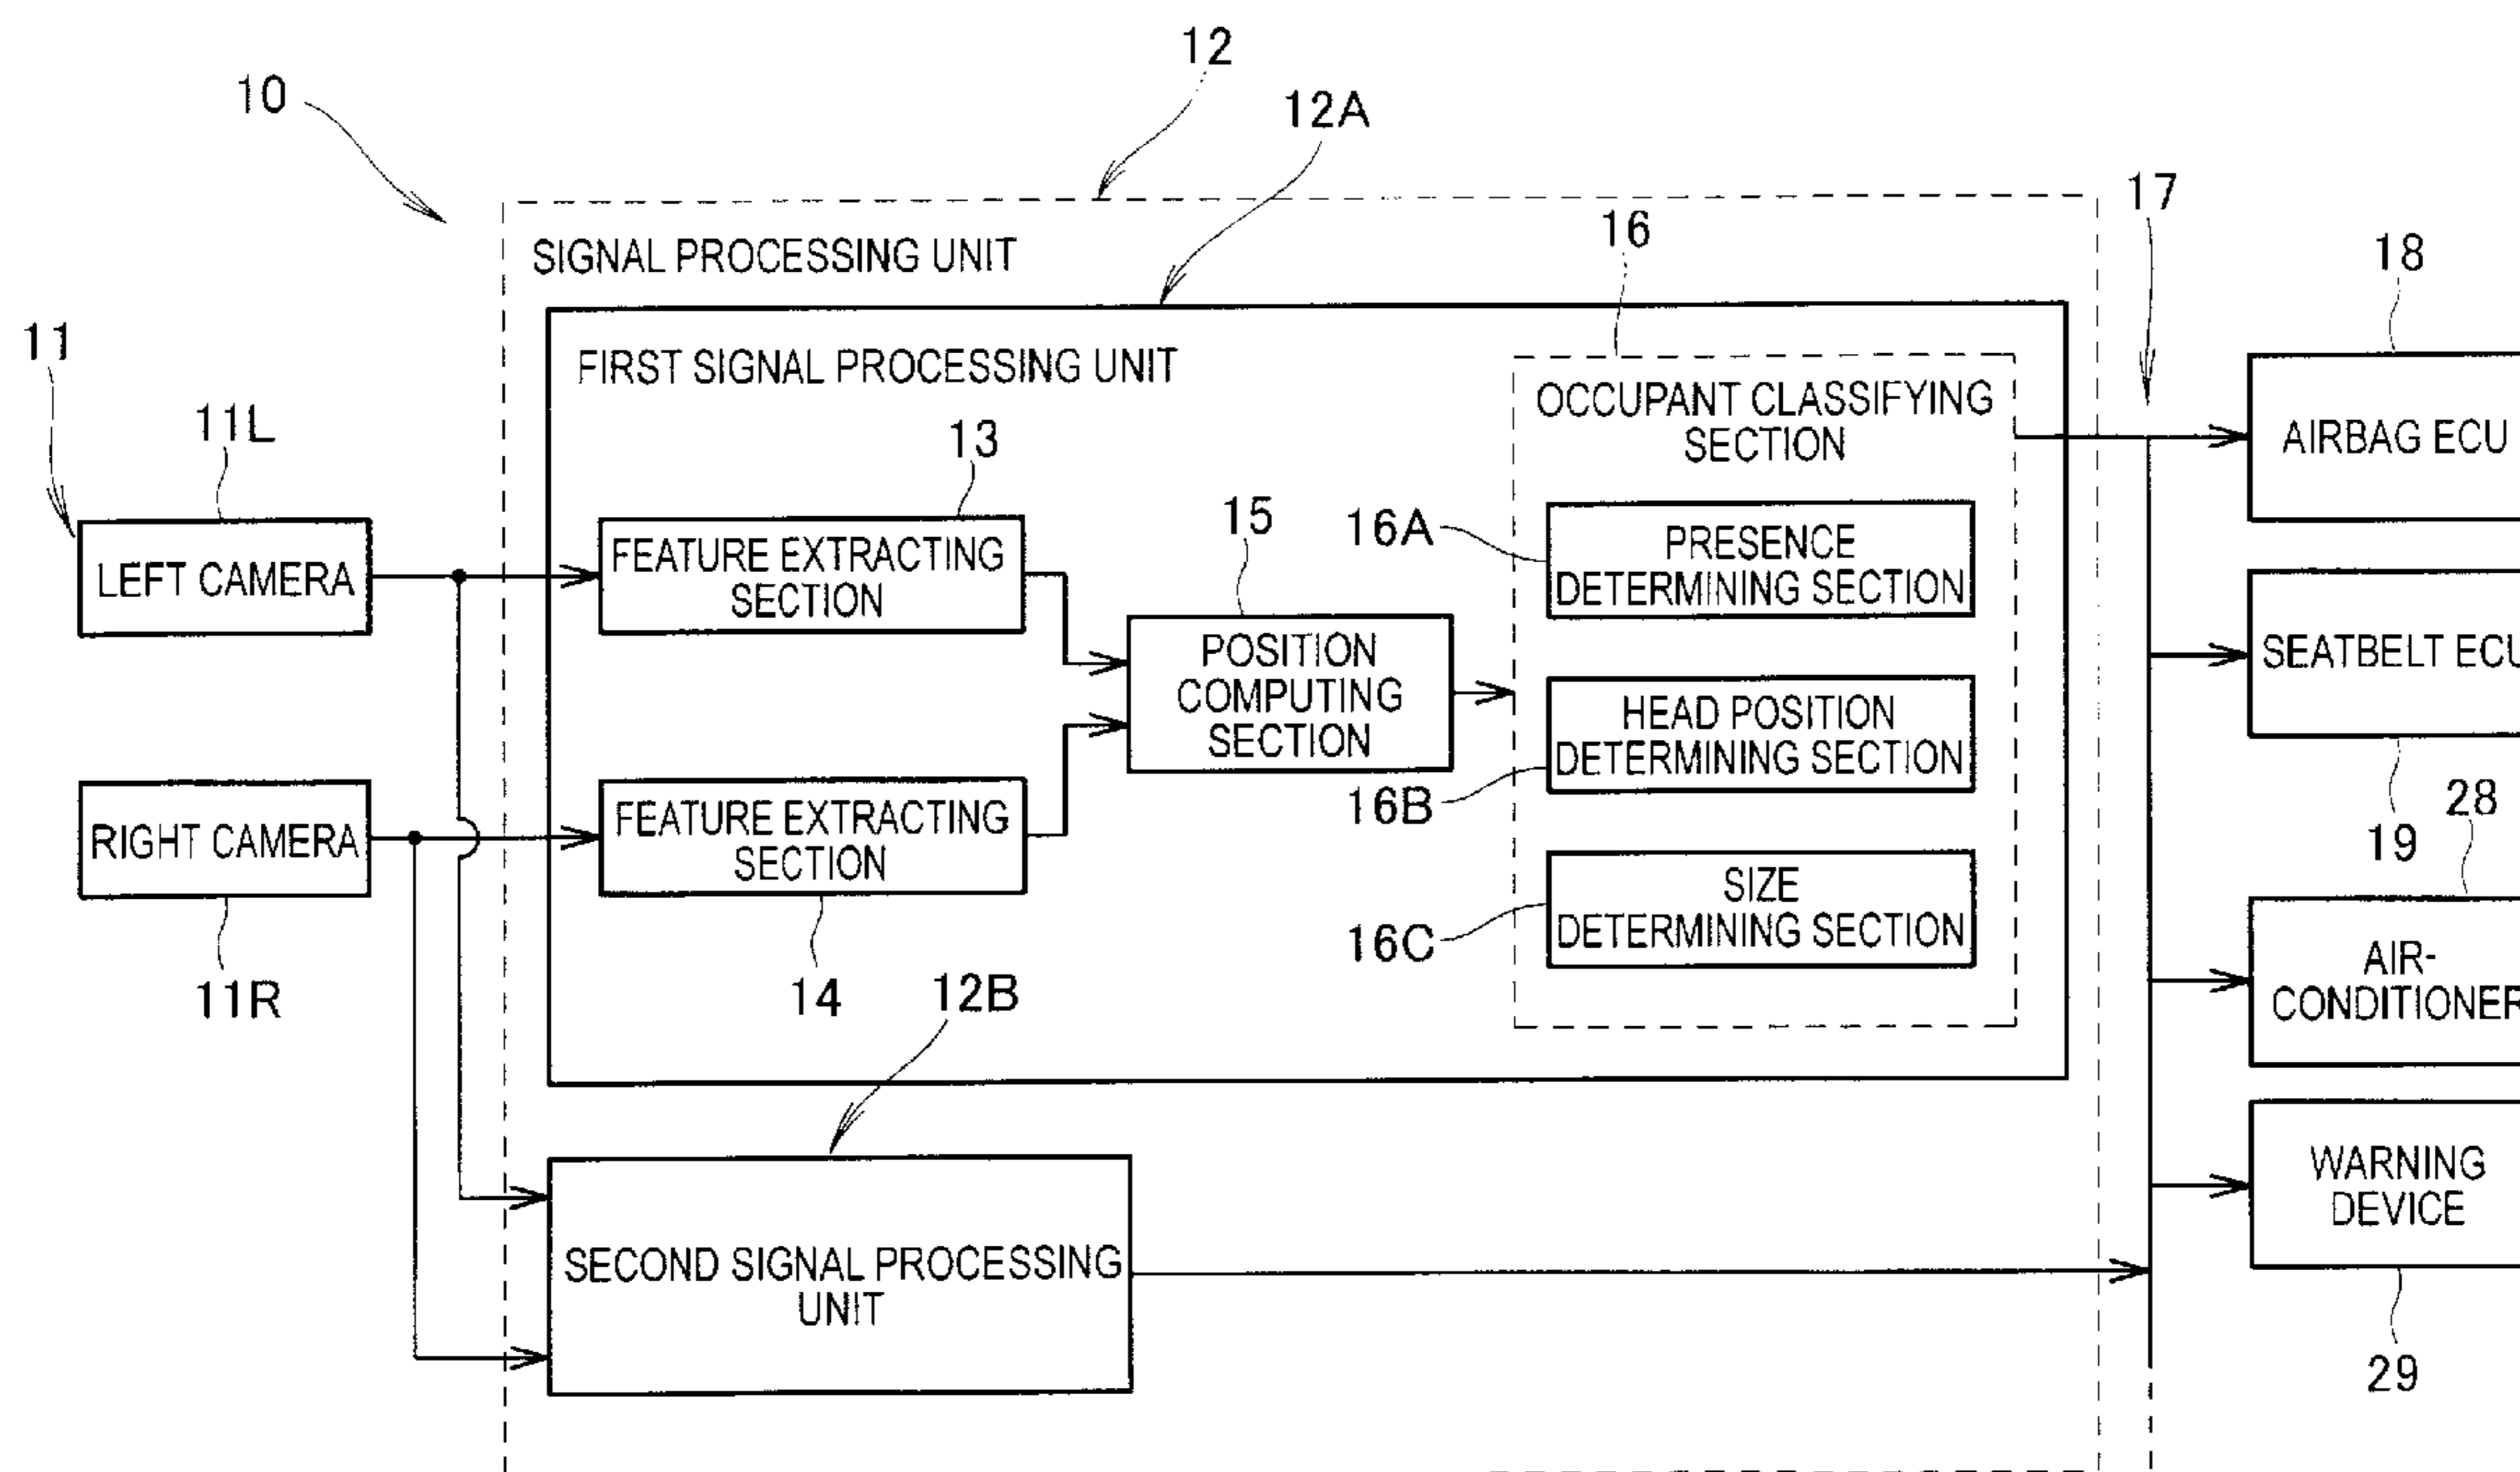 12
10
12A
17
SIGNAL PROCESSING UNIT
16
18
11
FIRST SIGNAL PROCESSING UNIT
OCCUPANT CLASSIFYING
SECTION
11L
13
AIRBAG ECU
15
16A
LEFT CAMERA
FEATURE EXTRACTING
SECTION
PRESENCE
DETERMINING SECTION
POSITION
COMPUTING
SECTION
SEATBELT ECU
HEAD POSITION
DETERMINING SECTION
16B
19
28
RIGHT CAMERA
FEATURE EXTRACTING
SECTION
SIZE
DETERMINING SECTION
16C
11R
14
12B
AIR-
CONDITIONER
WARNING
DEVICE
SECOND SIGNAL PROCESSING
UNIT
29